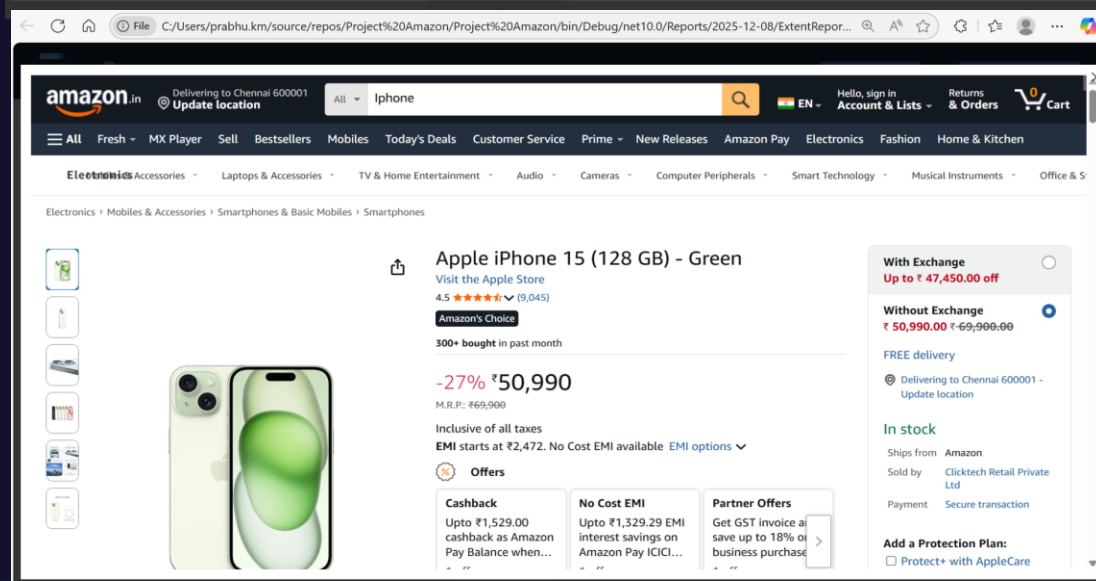 File C:/Users/prabhu.km/source/repos/Project%20Amazon/Project%20Amazon/bin/Debug/net10.0/Reports/2025-12-08/ExtentRepor...
amazon.in
Delivering to Chennai 600001
Update location
All
Iphone
EN
Hello, sign in
Account & Lists
Returns
& Orders
0
Cart
All Fresh MX Player Sell Bestsellers Mobiles Today's Deals Customer Service Prime New Releases Amazon Pay Electronics Fashion Home & Kitchen
Electronics Accessories Laptops & Accessories TV & Home Entertainment Audio Cameras Computer Peripherals Smart Technology Musical Instruments Office & S
Electronics › Mobiles & Accessories › Smartphones & Basic Mobiles › Smartphones
Apple iPhone 15 (128 GB) - Green
Visit the Apple Store
4.5 (9,045)
Amazon's Choice
300+ bought in past month
-27% ₹50,990
M.R.P.: ₹69,900
Inclusive of all taxes
EMI starts at ₹2,472. No Cost EMI available EMI options
Offers
Cashback
Upto ₹1,529.00
cashback as Amazon
Pay Balance when...
No Cost EMI
Upto ₹1,329.29 EMI
interest savings on
Amazon Pay ICICI...
Partner Offers
Get GST invoice a
save up to 18% o
business purchase
With Exchange
Up to ₹ 47,450.00 off
Without Exchange
₹ 50,990.00 ₹ 69,900.00
FREE delivery
Delivering to Chennai 600001 -
Update location
In stock
Ships from Amazon
Sold by Clicktech Retail Private
Ltd
Payment Secure transaction
Add a Protection Plan:
Protect+ with AppleCare